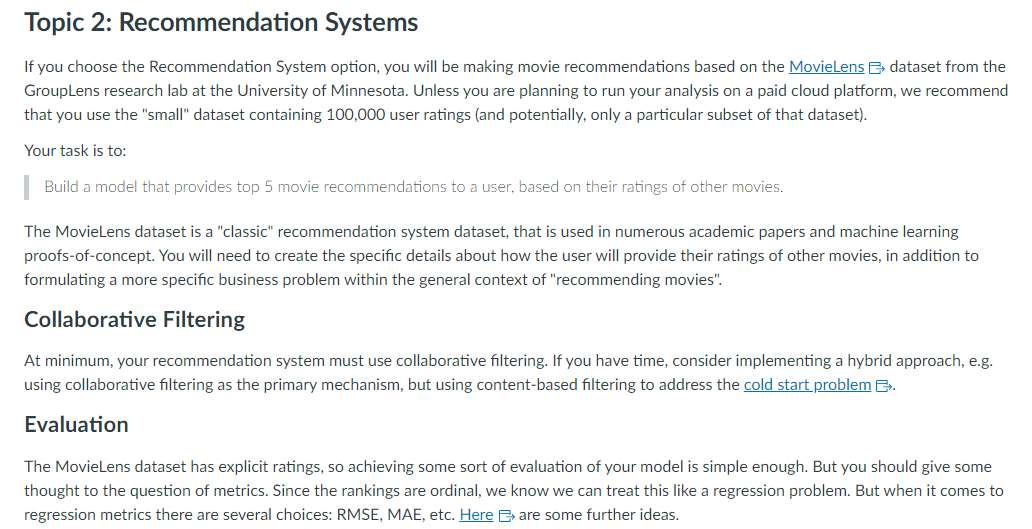 Topic 2: Recommendation Systems
If you choose the Recommendation System option, you will be making movie recommendations based on the MovieLens dataset from the
GroupLens research lab at the University of Minnesota. Unless you are planning to run your analysis on a paid cloud platform, we recommend
that you use the "small" dataset containing 100,000 user ratings (and potentially, only a particular subset of that dataset).
Your task is to:
Build a model that provides top 5 movie recommendations to a user, based on their ratings of other movies.
The MovieLens dataset is a "classic" recommendation system dataset, that is used in numerous academic papers and machine learning
proofs-of-concept. You will need to create the specific details about how the user will provide their ratings of other movies, in addition to
formulating a more specific business problem within the general context of "recommending movies".
Collaborative Filtering
At minimum, your recommendation system must use collaborative filtering. If you have time, consider implementing a hybrid approach, e.g.
using collaborative filtering as the primary mechanism, but using content-based filtering to address the cold start problem.
Evaluation
The MovieLens dataset has explicit ratings, so achieving some sort of evaluation of your model is simple enough. But you should give some
thought to the question of metrics. Since the rankings are ordinal, we know we can treat this like a regression problem. But when it comes to
regression metrics there are several choices: RMSE, MAE, etc. Here are some further ideas.